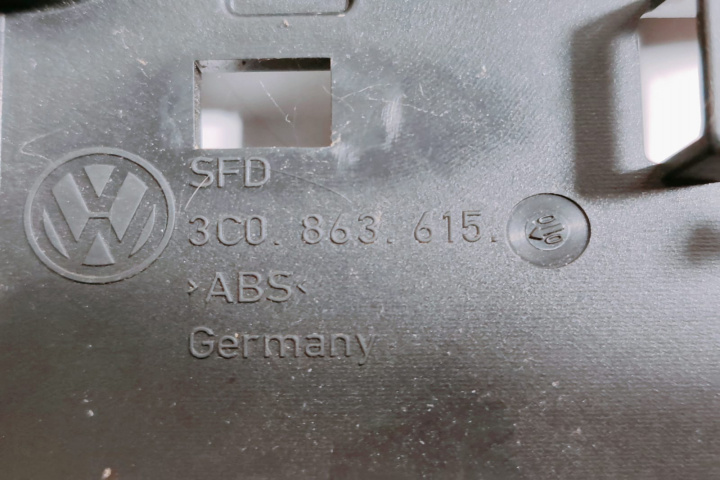 SFD
3C0. 863. 615.
>ABS<
Germany